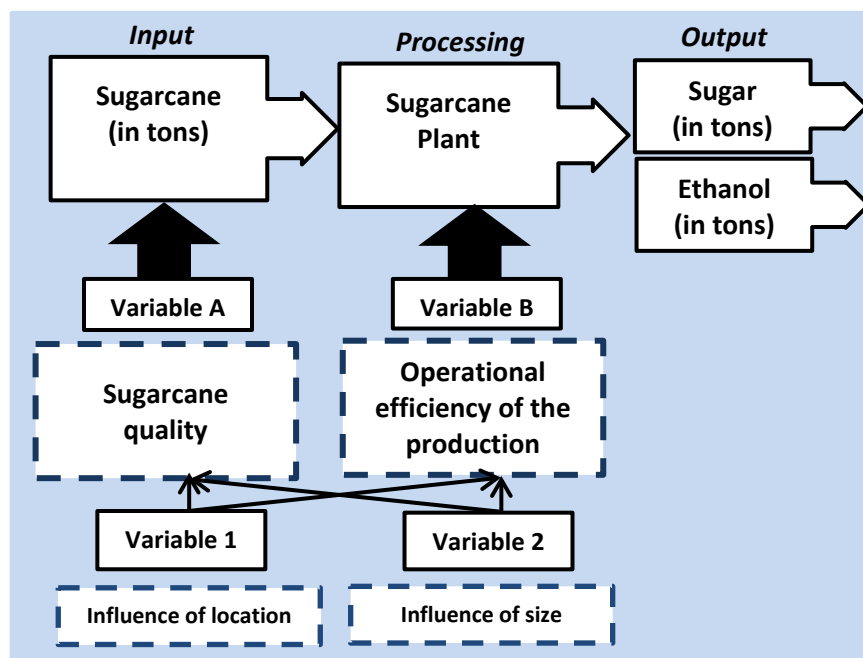 Input
Processing
Output
Sugarcane
(in tons)
Sugarcane
Plant
Sugar
(in tons)
Ethanol
(in tons)
Variable A
Variable B
Sugarcane
quality
Operational
efficiency of the
production
Variable 1
Variable 2
Influence of location
Influence of size